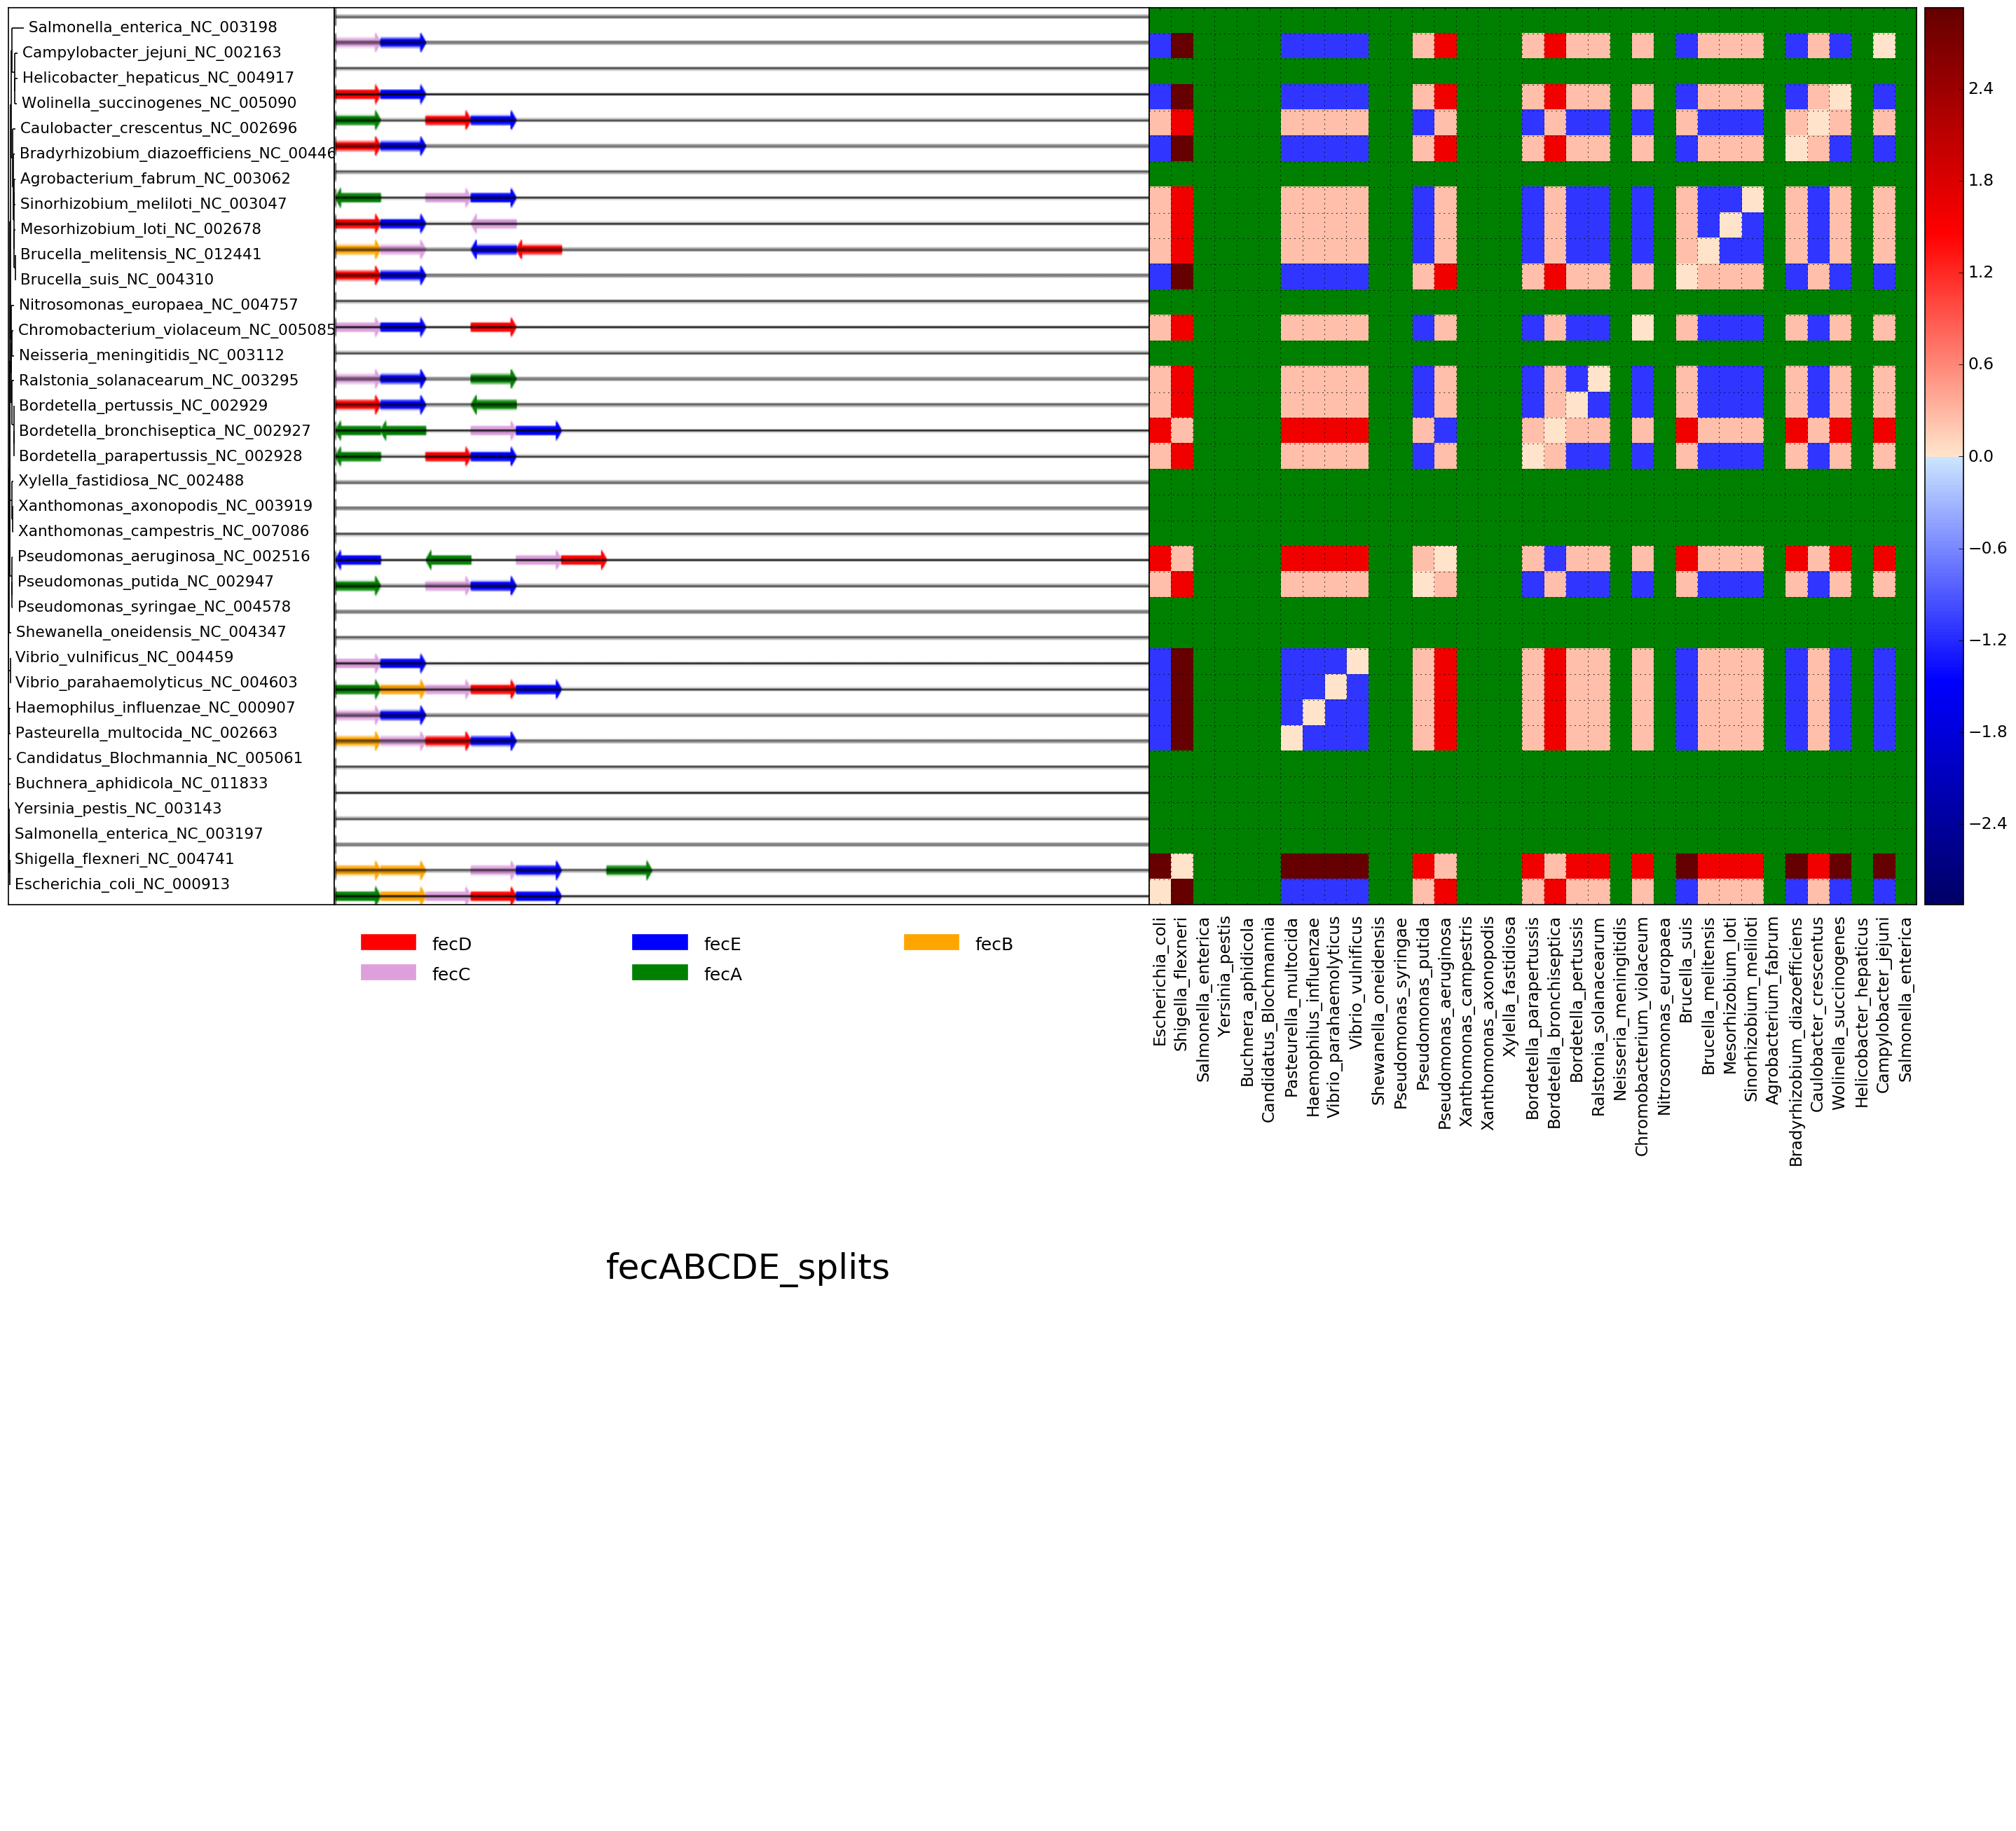 Salmonella_enterica_NC_003198
Campylobacter_jejuni_NC_002163
Helicobacter_hepaticus_NC_004917
Wolinella_succinogenes_NC_005090
Caulobacter_crescentus_NC_002696
Bradyrhizobium_diazoefficiens_NC_00446
Agrobacterium_fabrum_NC_003062
Sinorhizobium_meliloti_NC_003047
Mesorhizobium_loti_NC_002678
Brucella_melitensis_NC_012441
Brucella_suis_NC_004310
Nitrosomonas_europaea_NC_004757
Chromobacterium_violaceum_NC_005085
Neisseria_meningitidis_NC_003112
Ralstonia_solanacearum_NC_003295
Bordetella_pertussis_NC_002929
Bordetella_bronchiseptica_NC_002927
Bordetella_parapertussis_NC_002928
Xylella_fastidiosa_NC_002488
Xanthomonas_axonopodis_NC_003919
Xanthomonas_campestris_NC_007086
Pseudomonas_aeruginosa_NC_002516
Pseudomonas_putida_NC_002947
Pseudomonas_syringae_NC_004578
Shewanella_oneidensis_NC_004347
Vibrio_vulnificus_NC_004459
Vibrio_parahaemolyticus_NC_004603
Haemophilus_influenzae_NC_000907
Pasteurella_multocida_NC_002663
Candidatus_Blochmannia_NC_005061
Buchnera_aphidicola_NC_011833
Yersinia_pestis_NC_003143
Salmonella_enterica_NC_003197
Shigella_flexneri_NC_004741
Escherichia_coli_NC_000913
2.4
1.8
1.2
0.6
0.0
−0.6
−1.2
−1.8
−2.4
fecD
fecE
fecB
fecC
fecA
Escherichia_coli
Shigella_flexneri
Salmonella_enterica
Yersinia_pestis
Buchnera_aphidicola
Candidatus_Blochmannia
Pasteurella_multocida
Haemophilus_influenzae
Vibrio_parahaemolyticus
Vibrio_vulnificus
Shewanella_oneidensis
Pseudomonas_syringae
Pseudomonas_putida
Pseudomonas_aeruginosa
Xanthomonas_campestris
Xanthomonas_axonopodis
Xylella_fastidiosa
Bordetella_parapertussis
Bordetella_bronchiseptica
Bordetella_pertussis
Ralstonia_solanacearum
Neisseria_meningitidis
Chromobacterium_violaceum
Nitrosomonas_europaea
Brucella_suis
Brucella_melitensis
Mesorhizobium_loti
Sinorhizobium_meliloti
Agrobacterium_fabrum
Bradyrhizobium_diazoefficiens
Caulobacter_crescentus
Wolinella_succinogenes
Helicobacter_hepaticus
Campylobacter_jejuni
Salmonella_enterica
fecABCDE_splits